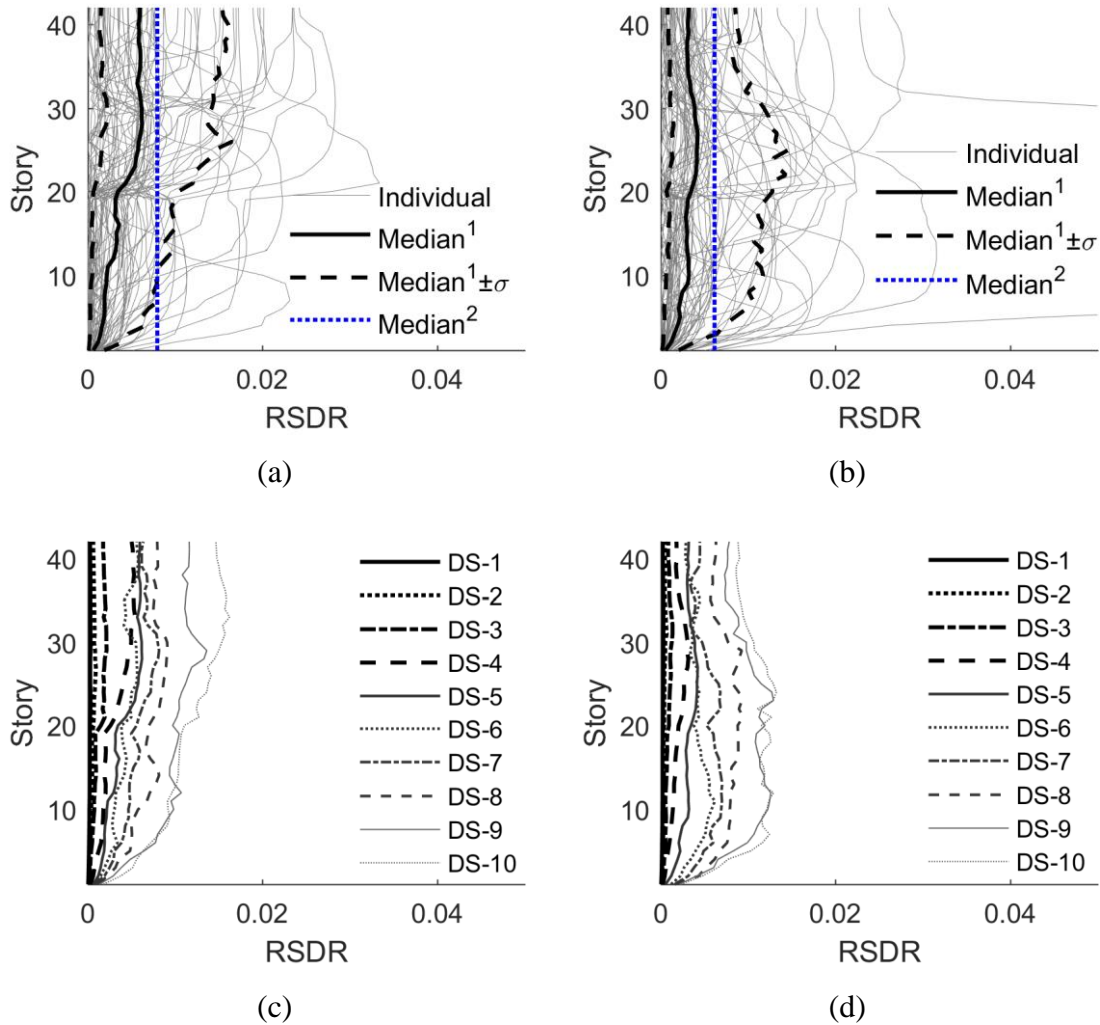 40
30
20
10
Story
Individual
Median¹
Median¹±σ
Median²
0
0.02
0.04
RSDR
(a)
40
30
20
10
Story
Individual
Median¹
Median¹±σ
Median²
0
0.02
0.04
RSDR
(b)
40
30
20
10
Story
DS-1
DS-2
DS-3
DS-4
DS-5
DS-6
DS-7
DS-8
DS-9
DS-10
0
0.02
0.04
RSDR
(c)
40
30
20
10
Story
DS-1
DS-2
DS-3
DS-4
DS-5
DS-6
DS-7
DS-8
DS-9
DS-10
0
0.02
0.04
RSDR
(d)